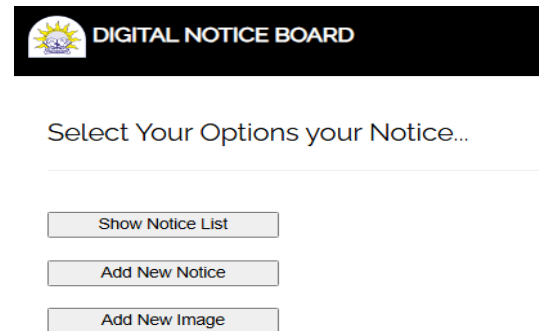 DIGITAL NOTICE BOARD
Select Your Options your Notice...
Show Notice List
Add New Notice
Add New Image